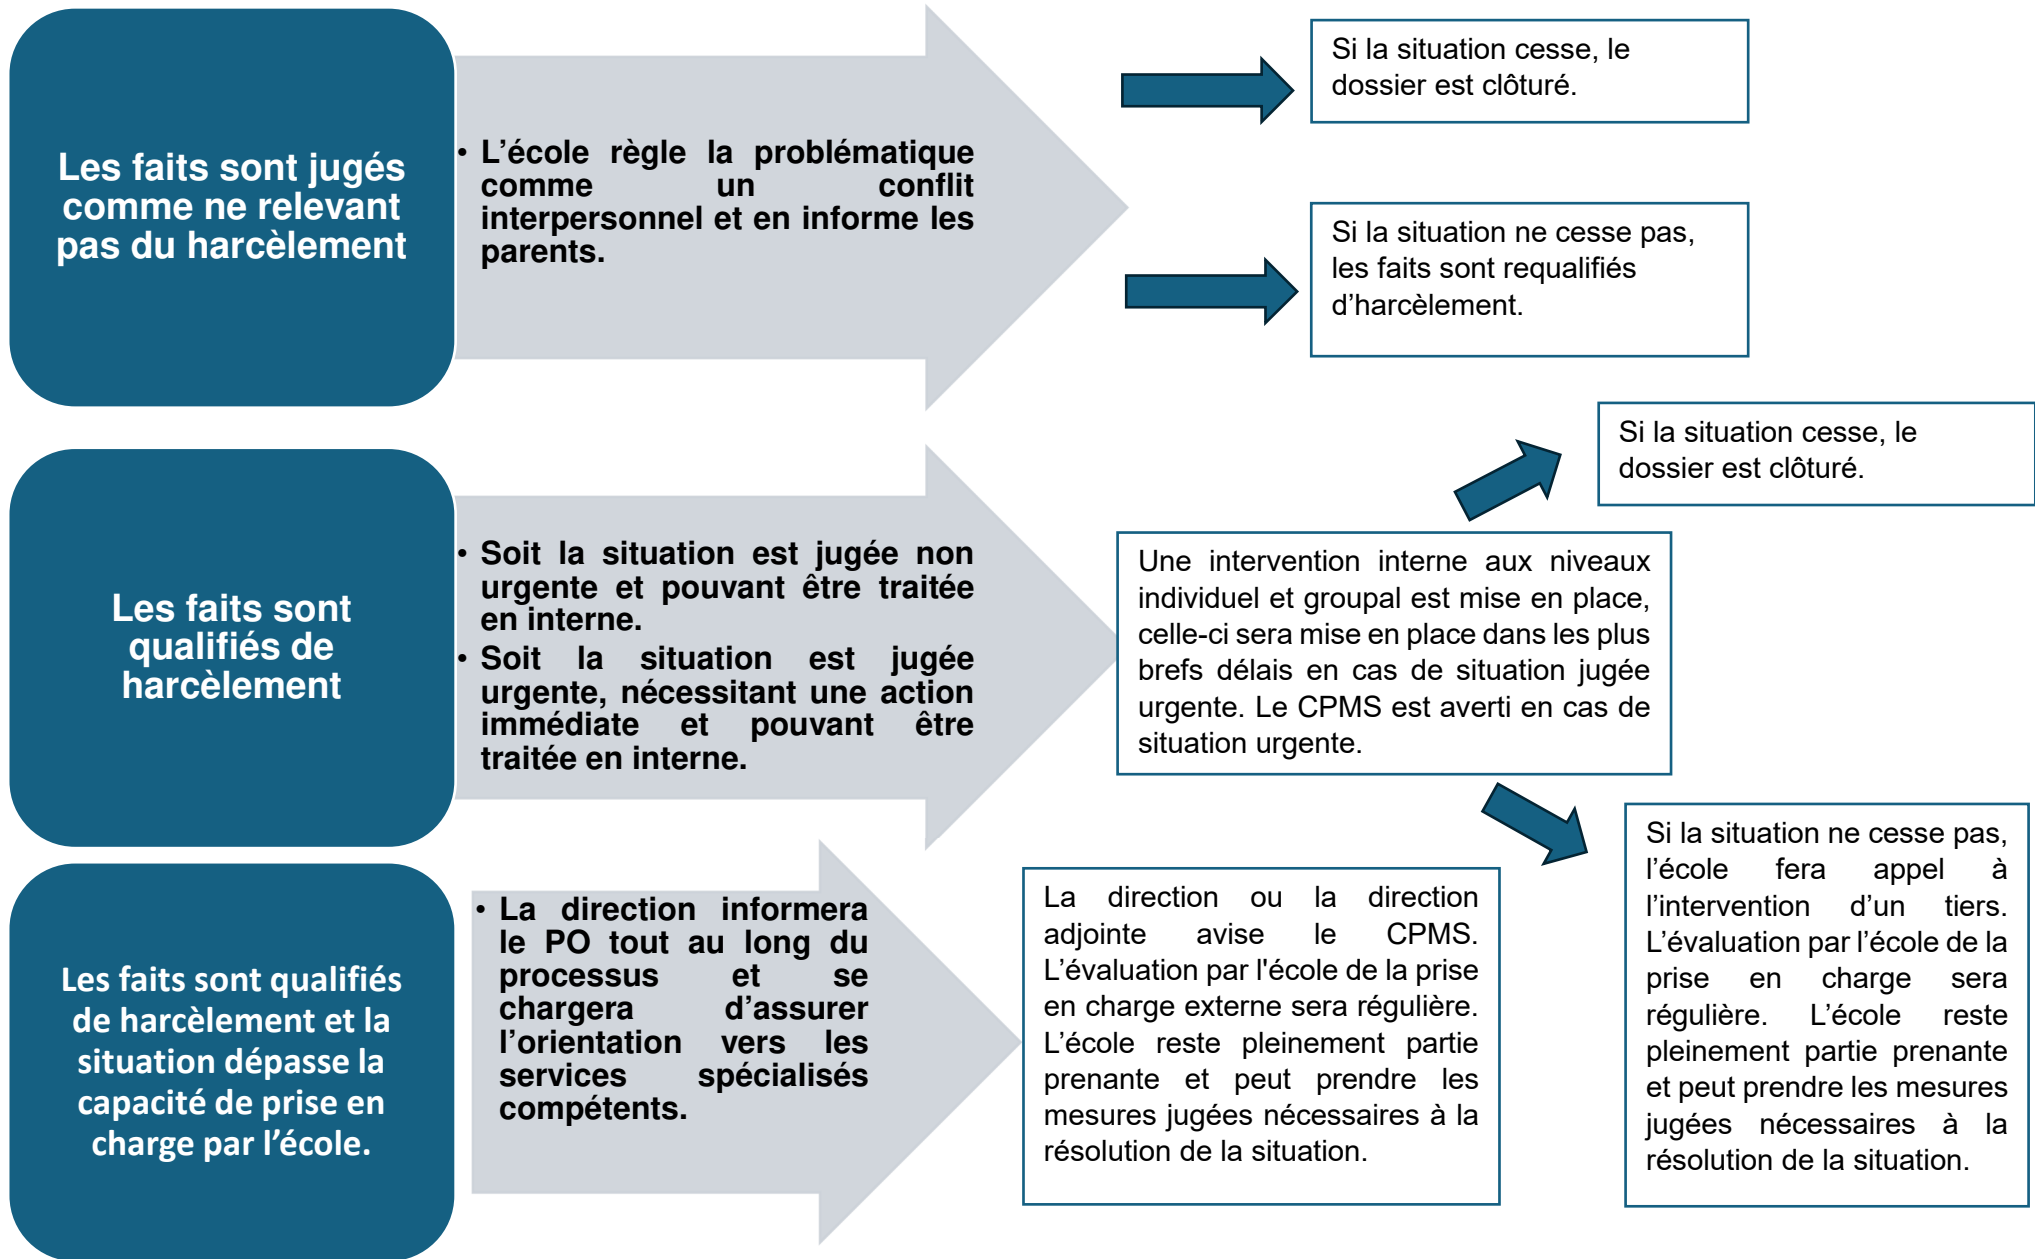 Les faits sont jugés
comme ne relevant
pas du harcèlement
• L’école règle la problématique
comme un conflit
interpersonnel et en informe les
parents.
Si la situation cesse, le
dossier est clôturé.
Si la situation ne cesse pas,
les faits sont requalifiés
d’harcèlement.
Les faits sont
qualifiés de
harcèlement
• Soit la situation est jugée non
urgente et pouvant être traitée
en interne.
• Soit la situation est jugée
urgente, nécessitant une action
immédiate et pouvant être
traitée en interne.
Une intervention interne aux niveaux
individuel et groupal est mise en place,
celle-ci sera mise en place dans les plus
brefs délais en cas de situation jugée
urgente. Le CPMS est averti en cas de
situation urgente.
Si la situation cesse, le
dossier est clôturé.
Si la situation ne cesse pas,
l’école fera appel à
l’intervention d’un tiers.
L’évaluation par l’école de la
prise en charge sera
régulière. L’école reste
pleinement partie prenante
et peut prendre les mesures
jugées nécessaires à la
résolution de la situation.
Les faits sont qualifiés
de harcèlement et la
situation dépasse la
capacité de prise en
charge par l’école.
• La direction informera
le PO tout au long du
processus et se
chargera d’assurer
l’orientation vers les
services spécialisés
compétents.
La direction ou la direction
adjointe avise le CPMS.
L’évaluation par l'école de la prise
en charge externe sera régulière.
L’école reste pleinement partie
prenante et peut prendre les
mesures jugées nécessaires à la
résolution de la situation.